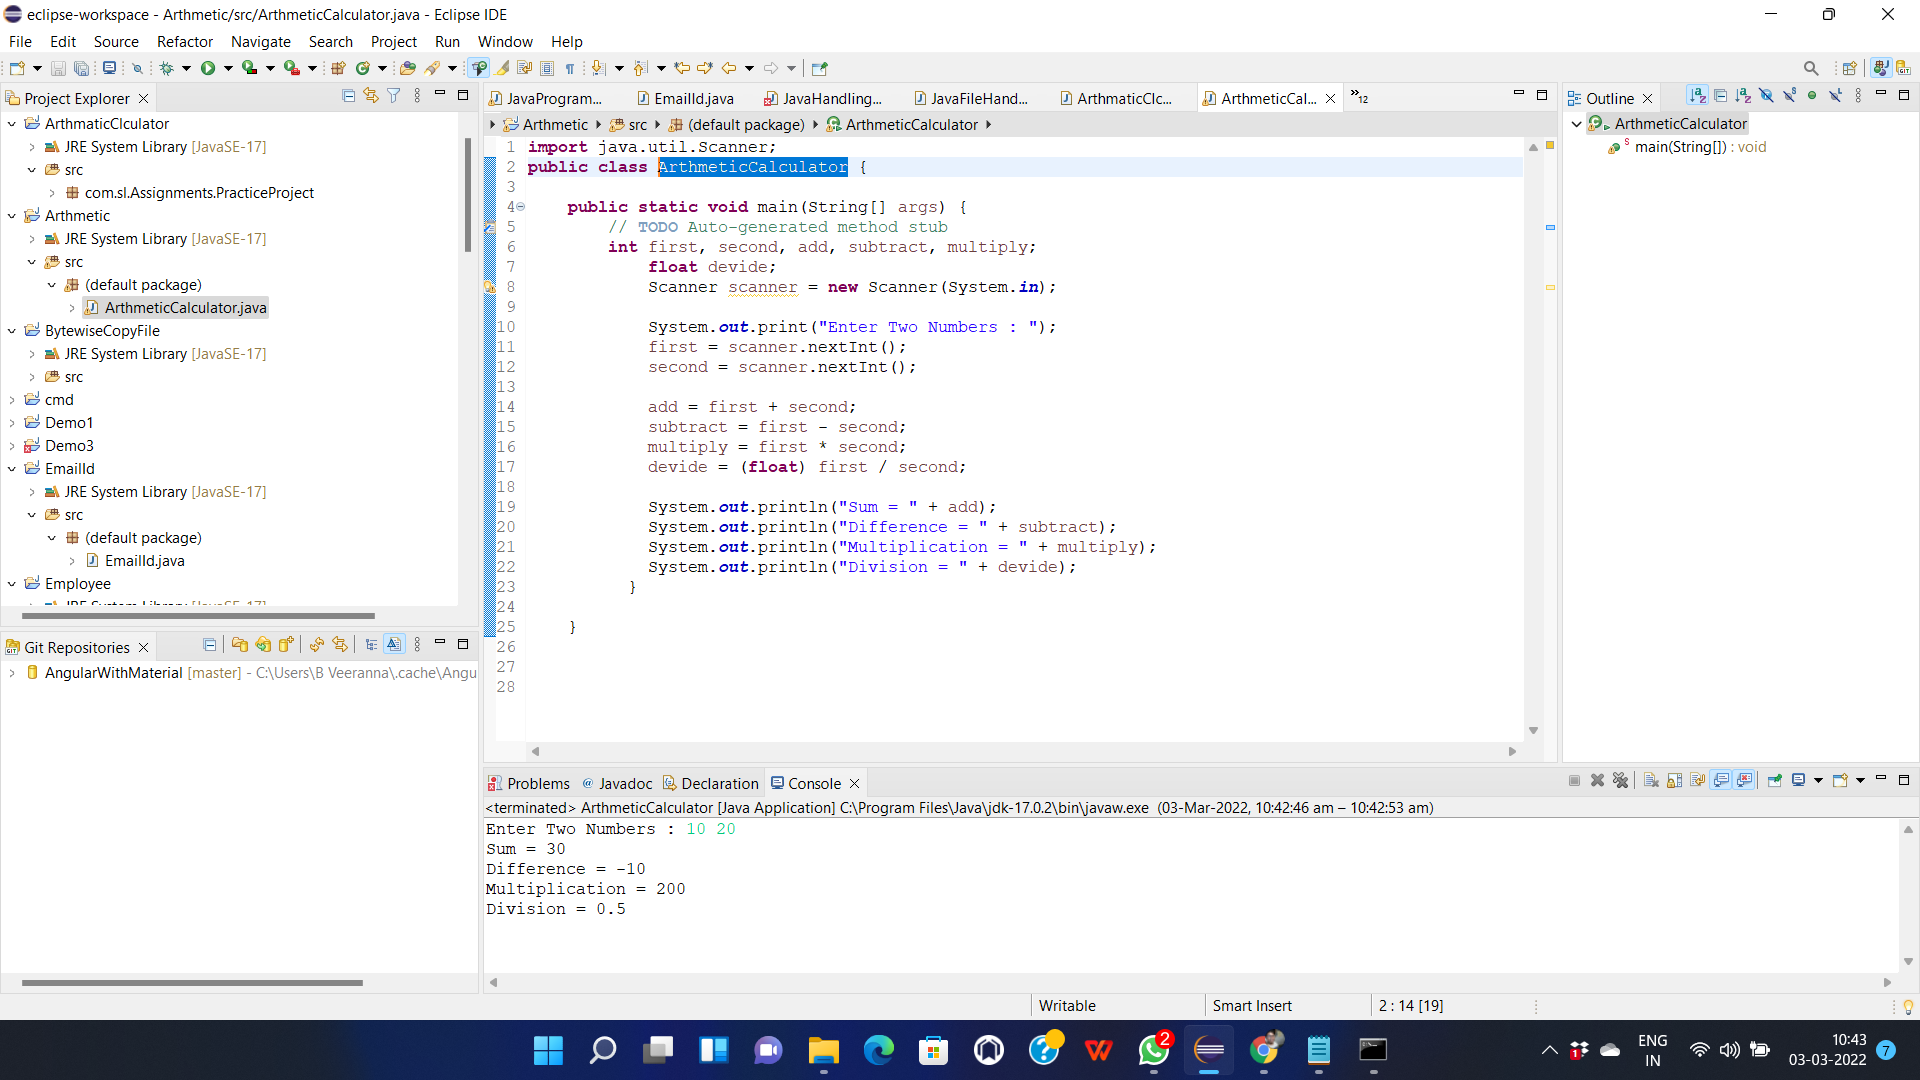 eclipse-workspace - Arthmetic/src/ArthmeticCalculator.java - Eclipse IDE
File Edit Source Refactor Navigate Search Project Run Window Help
Project Explorer
ArthmaticClculator
JRE System Library [JavaSE-17]
src
com.sl.Assignments.PracticeProject
Arthmetic
JRE System Library [JavaSE-17]
src
(default package)
ArthmeticCalculator.java
BytewiseCopyFile
JRE System Library [JavaSE-17]
src
cmd
Demo1
Demo3
EmailId
JRE System Library [JavaSE-17]
src
(default package)
EmailId.java
Employee
JRE System Library [JavaSE-17]
Git Repositories
AngularWithMaterial [master] - C:\Users\B Veeranna\.cache\Angu
JavaProgram... EmailId.java JavaHandling... JavaFileHand... ArthmaticClc... ArthmeticCal... 12
Arthmetic src (default package) ArthmeticCalculator
1 import java.util.Scanner;
2 public class ArthmeticCalculator {
3
4 public static void main(String[] args) {
5 // TODO Auto-generated method stub
6 int first, second, add, subtract, multiply;
7 float devide;
8 Scanner scanner = new Scanner(System.in);
9
10 System.out.print("Enter Two Numbers : ");
11 first = scanner.nextInt();
12 second = scanner.nextInt();
13
14 add = first + second;
15 subtract = first - second;
16 multiply = first * second;
17 devide = (float) first / second;
18
19 System.out.println("Sum = " + add);
20 System.out.println("Difference = " + subtract);
21 System.out.println("Multiplication = " + multiply);
22 System.out.println("Division = " + devide);
23 }
24
25 }
26
27
28
Outline
ArthmeticCalculator
main(String[]) : void
Problems Javadoc Declaration Console
<terminated> ArthmeticCalculator [Java Application] C:\Program Files\Java\jdk-17.0.2\bin\javaw.exe (03-Mar-2022, 10:42:46 am – 10:42:53 am)
Enter Two Numbers : 10 20
Sum = 30
Difference = -10
Multiplication = 200
Division = 0.5
Writable Smart Insert 2 : 14 [19]
2
1
ENG
IN
10:43
03-03-2022
7